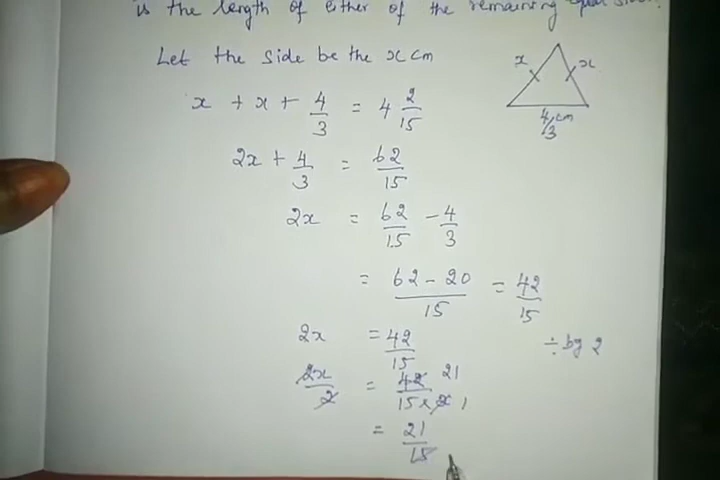 is the length of either of the remaining equal sides?
Let the side be the x cm
x x
4/3 cm
x + x + 4/3 = 4 2/15
2x + 4/3 = 62/15
2x = 62/15 - 4/3
= 62 - 20/15 = 42/15
2x = 42/15 ÷ by 2
2x/2 = 42 21/15 x 2 1
= 21/15